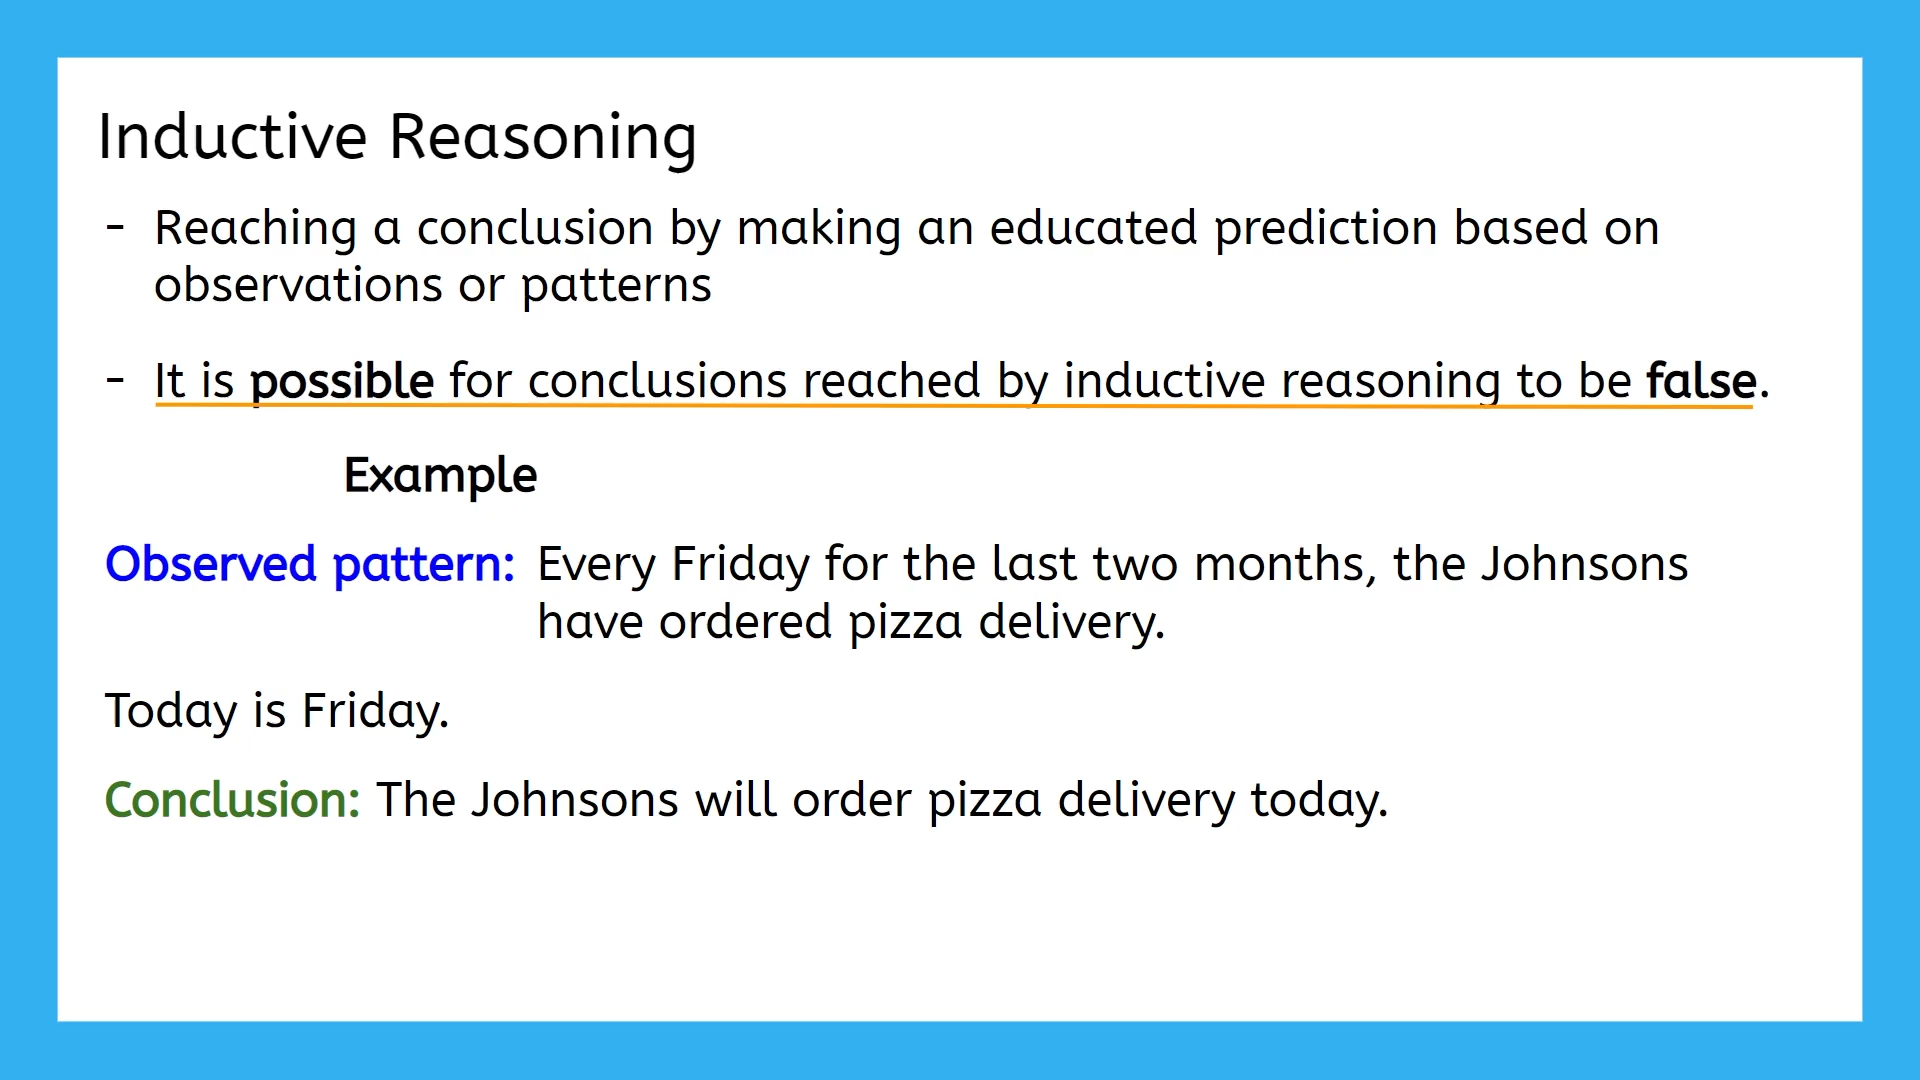 Inductive Reasoning
- Reaching a conclusion by making an educated prediction based on
observations or patterns
- It is possible for conclusions reached by inductive reasoning to be false.
Example
Observed pattern: Every Friday for the last two months, the Johnsons
have ordered pizza delivery.
Today is Friday.
Conclusion: The Johnsons will order pizza delivery today.